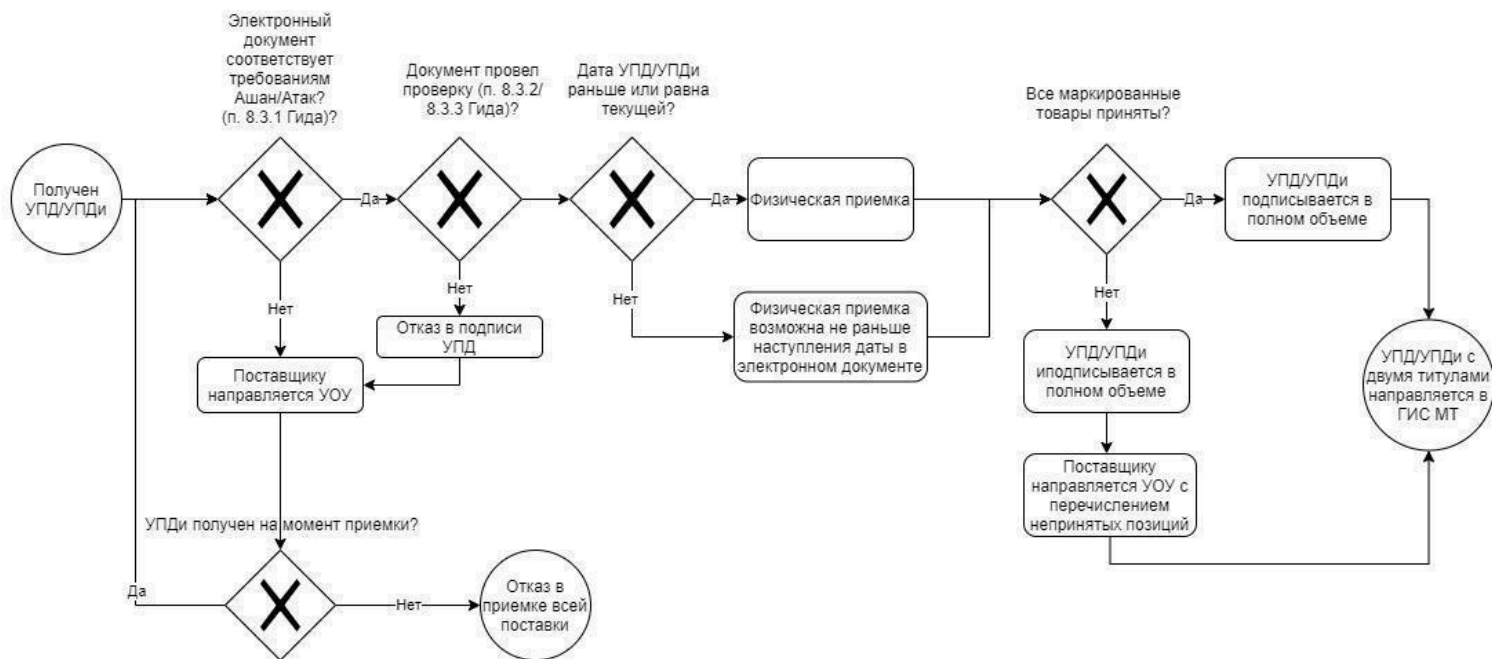 Получен
УПД/УПДи
Электронный
документ
соответствует
требованиям
Ашан/Атак?
(п. 8.3.1 Гида)?
Да
Документ провел
проверку (п. 8.3.2/
8.3.3 Гида)?
Дата УПД/УПДи
раньше или равна
текущей?
Да
Физическая приемка
Все маркированные
товары приняты?
Да
УПД/УПДи
подписывается в
полном объеме
Нет
Нет
Отказ в подписи
УПД
Поставщику
направляется УОУ
Нет
Физическая приемка
возможна не раньше
наступления даты в
электронном документе
Нет
УПД/УПДи
иподписывается в
полном объеме
Поставщику
направляется УОУ с
перечислением
непринятых позиций
УПД/УПДи с
двумя титулами
направляется в
ГИС МТ
УПДи получен на момент приемки?
Да
Нет
Отказ в
приемке всей
поставки